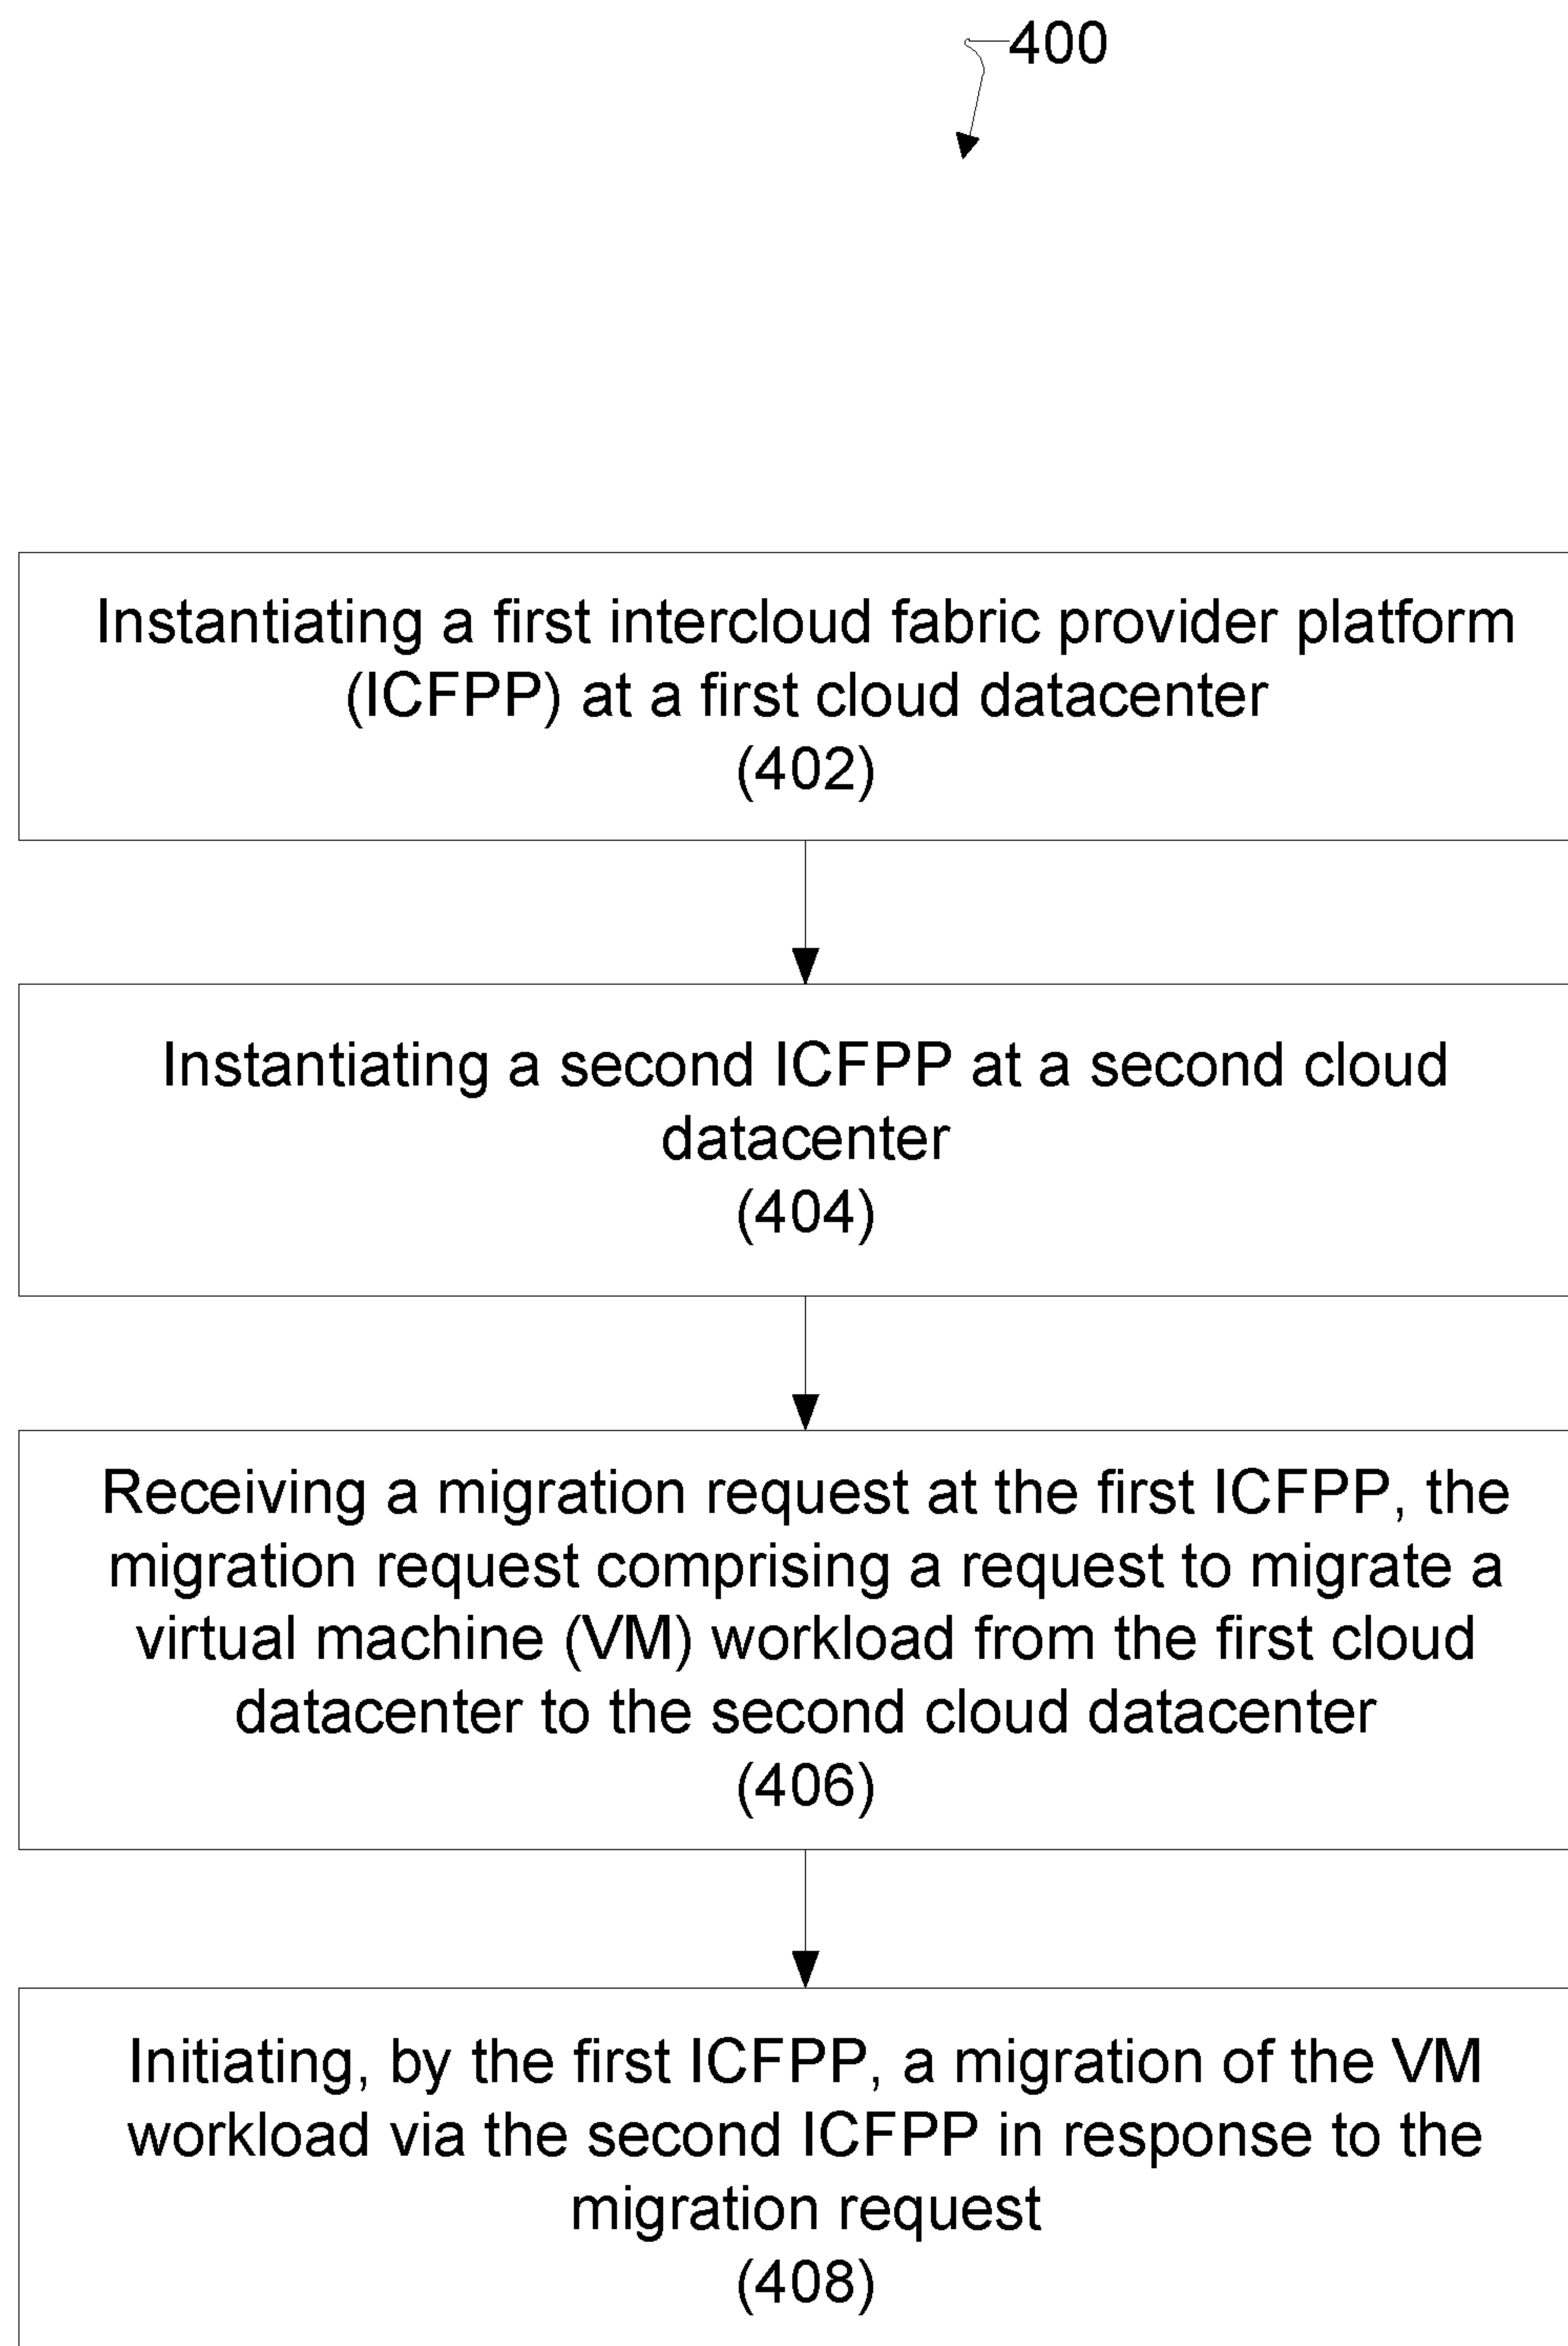 400
Instantiating a first intercloud fabric provider platform
(ICFPP) at a first cloud datacenter
(402)
Instantiating a second ICFPP at a second cloud
datacenter
(404)
Receiving a migration request at the first ICFPP, the
migration request comprising a request to migrate a
virtual machine (VM) workload from the first cloud
datacenter to the second cloud datacenter
(406)
Initiating, by the first ICFPP, a migration of the VM
workload via the second ICFPP in response to the
migration request
(408)